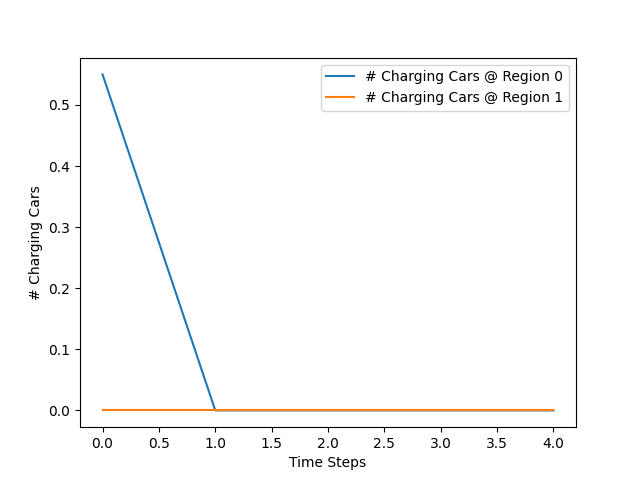 # Charging Cars @ Region 0
# Charging Cars @ Region 1
# Charging Cars
0.5
0.4
0.3
0.2
0.1
0.0
0.0 0.5 1.0 1.5 2.0 2.5 3.0 3.5 4.0
Time Steps